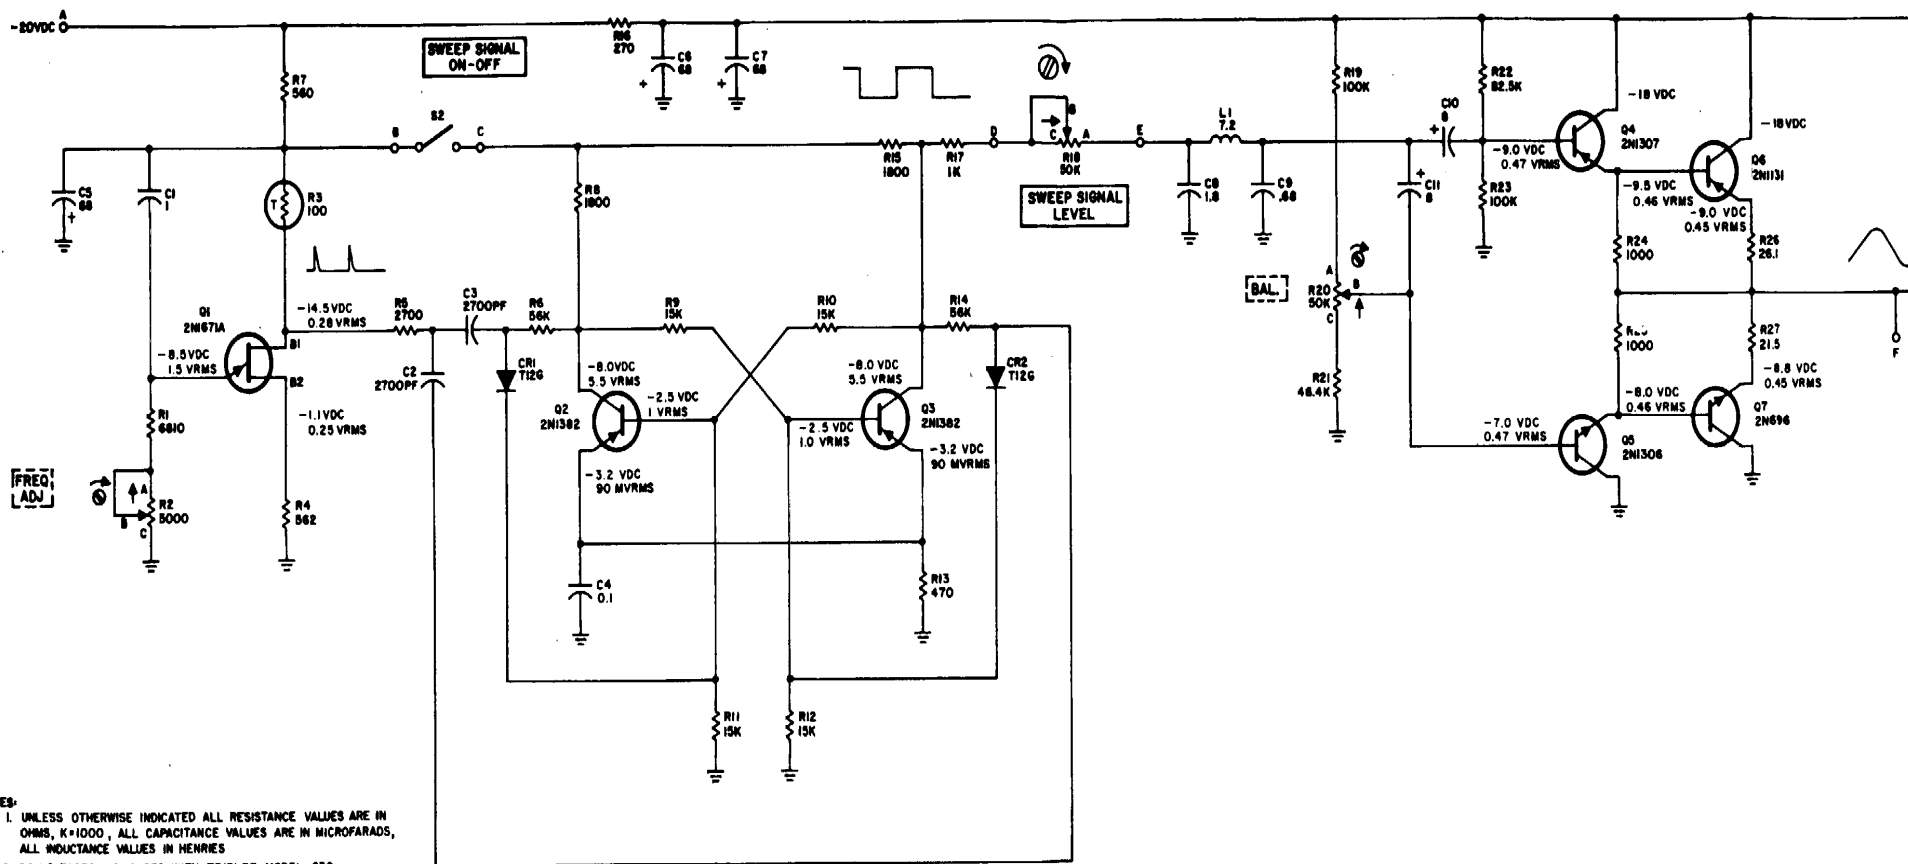 -20VDC A
R16
270
SWEEP SIGNAL
ON-OFF
C6
68
+
C7
68
+
R7
560
S2
B
C
R15
1800
R17
1K
D
B
C
A
R18
50K
E
SWEEP SIGNAL
LEVEL
L1
7.2
C8
1.8
C9
.68
R19
100K
R22
82.5K
C10
8
+
C11
8
+
R23
100K
-18 VDC
Q4
2N1307
-9.0 VDC
0.47 VRMS
-18VDC
Q6
2N1131
-9.5 VDC
0.46 VRMS
-9.0 VDC
0.45 VRMS
R24
1000
R26
26.1
C5
68
+
C1
1
T
R3
100
R8
1800
Q1
2N1671A
-14.5 VDC
0.28 VRMS
B1
B2
-8.5VDC
1.5 VRMS
-1.1 VDC
0.25 VRMS
R5
2700
C3
2700PF
R6
56K
C2
2700PF
CR1
T12G
R9
15K
R10
15K
R14
56K
CR2
T12G
-8.0VDC
5.5 VRMS
Q2
2N1382
-2.5 VDC
1 VRMS
-8.0 VDC
5.5 VRMS
-2.5 VDC
1.0 VRMS
Q3
2N1382
-3.2 VDC
90 MVRMS
-3.2 VDC
90 MVRMS
R1
6810
FREQ
ADJ
A
B
C
R2
5000
R4
562
C4
0.1
R13
470
R11
15K
R12
15K
BAL.
A
R20
50K
B
C
R21
46.4K
1000
R27
21.5
F
-8.8 VDC
0.45 VRMS
-8.0 VDC
0.46 VRMS
Q7
2N696
-7.0 VDC
0.47 VRMS
Q5
2N1306
ES:
1. UNLESS OTHERWISE INDICATED ALL RESISTANCE VALUES ARE IN
OHMS, K=1000, ALL CAPACITANCE VALUES ARE IN MICROFARADS,
ALL INDUCTANCE VALUES IN HENRIES